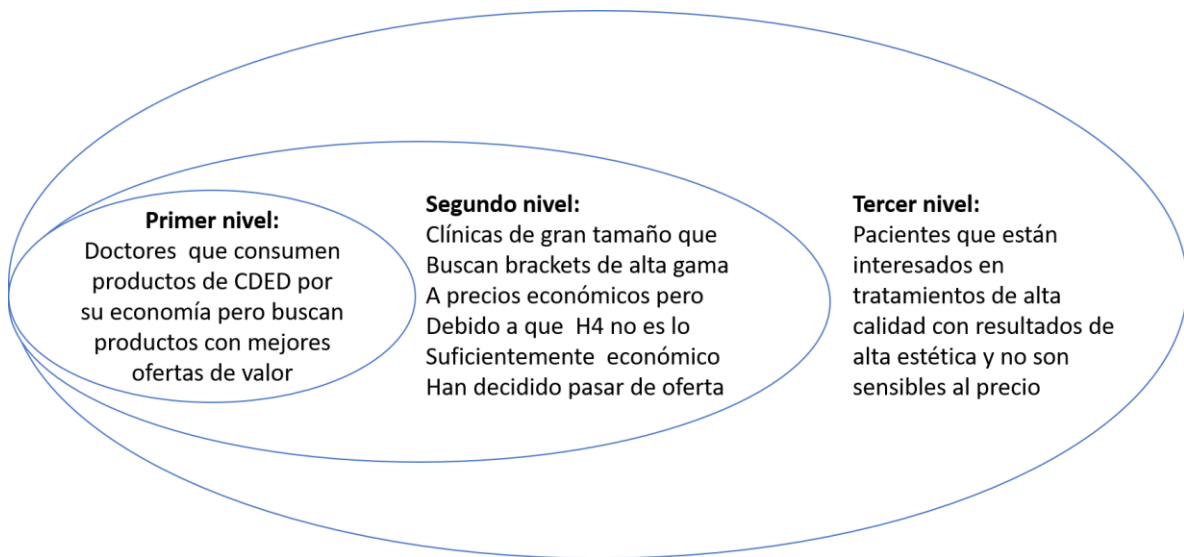 Primer nivel:
Doctores que consumen
productos de CDED por
su economía pero buscan
productos con mejores
ofertas de valor
Segundo nivel:
Clínicas de gran tamaño que
Buscan brackets de alta gama
A precios económicos pero
Debido a que H4 no es lo
Suficientemente económico
Han decidido pasar de oferta
Tercer nivel:
Pacientes que están
interesados en
tratamientos de alta
calidad con resultados de
alta estética y no son
sensibles al precio